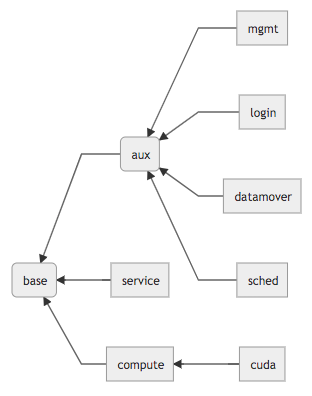 mgmt
login
aux
datamover
base
service
sched
compute
cuda